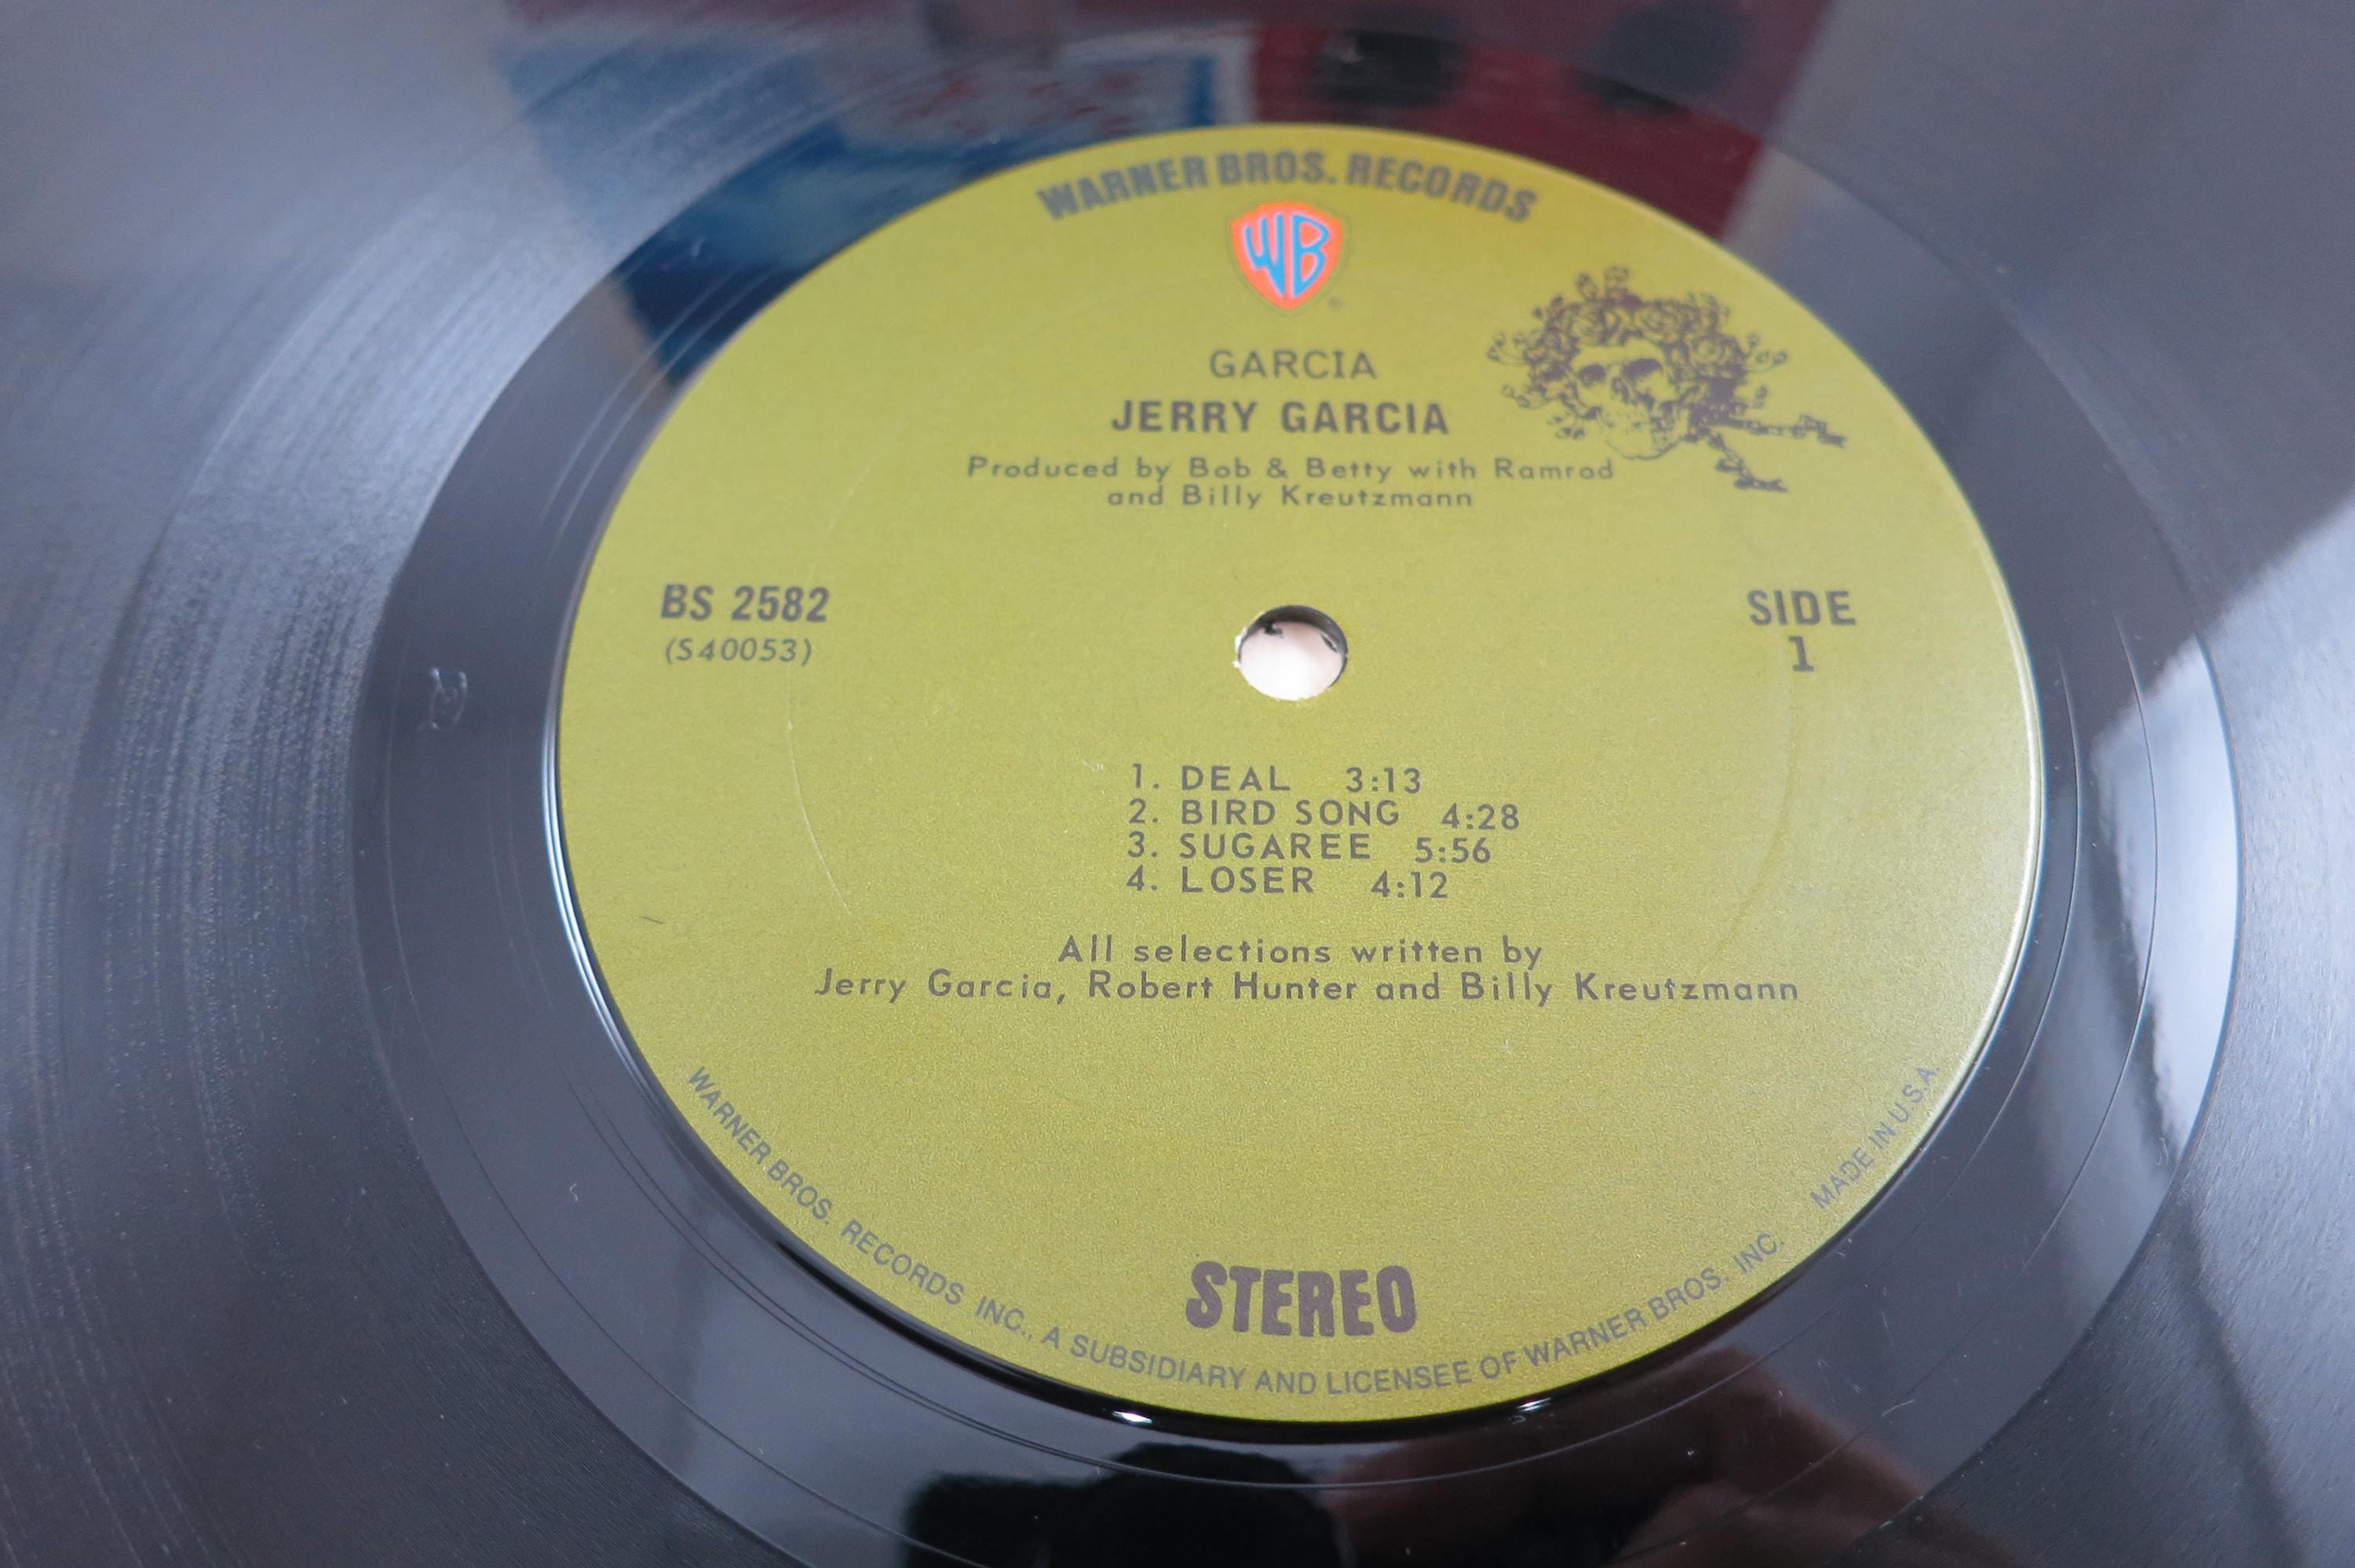 WARNER BROS. RECORDS
WB
GARCIA
JERRY GARCIA
Produced by Bob & Betty with Ramrod
and Billy Kreutzmann
BS 2582
(S40053)
SIDE
1
1. DEAL 3:13
2. BIRD SONG 4:28
3. SUGAREE 5:56
4. LOSER 4:12
All selections written by
Jerry Garcia, Robert Hunter and Billy Kreutzmann
STEREO
WARNER BROS. RECORDS INC., A SUBSIDIARY AND LICENSEE OF WARNER BROS. INC. MADE IN U.S.A.